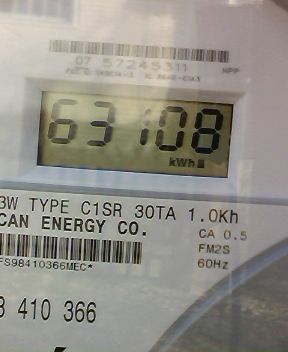 07 57245311
NPP
63108
kWh
3W TYPE C1SR 30TA 1.0Kh
CAN ENERGY CO.
CA 0.5
FM2S
60Hz
FS98410366MEC*
410 366